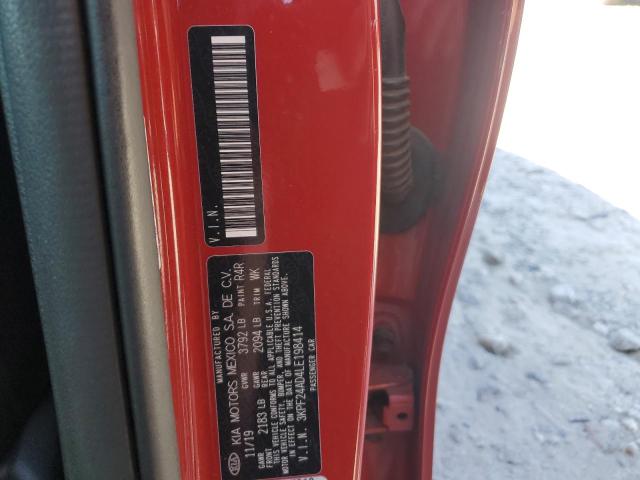 V.I.N.
MANUFACTURED BY
KIA KIA MOTORS MEXICO S.A. DE C.V.
11/19 GVWR 3792 LB PAINT R4R
GAWR FRONT 2183 LB GAWR REAR 2094 LB TRIM WK
THIS VEHICLE CONFORMS TO ALL APPLICABLE U.S.A. FEDERAL
MOTOR VEHICLE SAFETY, BUMPER, AND THEFT PREVENTION STANDARDS
IN EFFECT ON THE DATE OF MANUFACTURE SHOWN ABOVE.
V.I.N. 3KPF24AD4LE198414
PASSENGER CAR